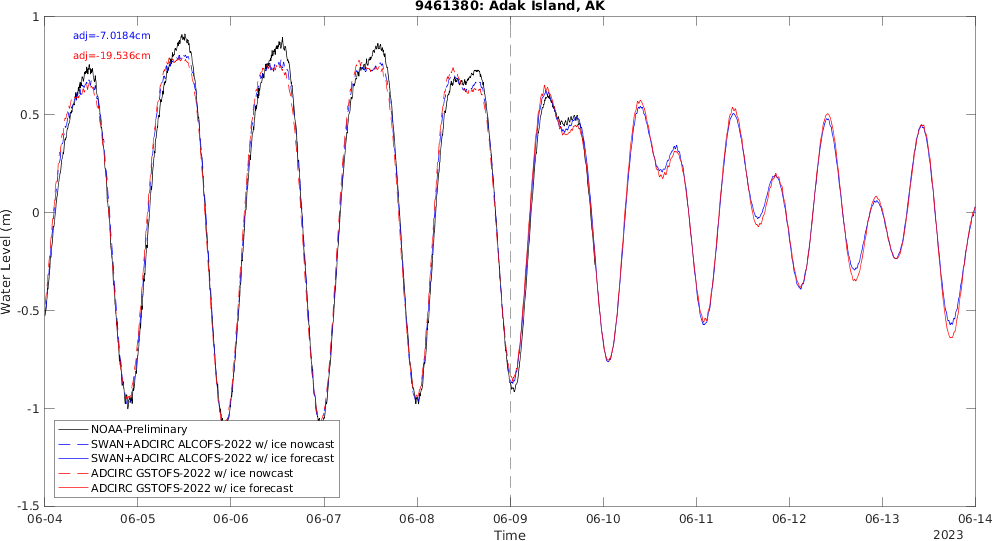 9461380: Adak Island, AK
adj=-7.0184cm
adj=-19.536cm
1
0.5
0
-0.5
-1
-1.5
Water Level (m)
NOAA-Preliminary
SWAN+ADCIRC ALCOFS-2022 w/ ice nowcast
SWAN+ADCIRC ALCOFS-2022 w/ ice forecast
ADCIRC GSTOFS-2022 w/ ice nowcast
ADCIRC GSTOFS-2022 w/ ice forecast
06-04 06-05 06-06 06-07 06-08 06-09 06-10 06-11 06-12 06-13 06-14
Time
2023